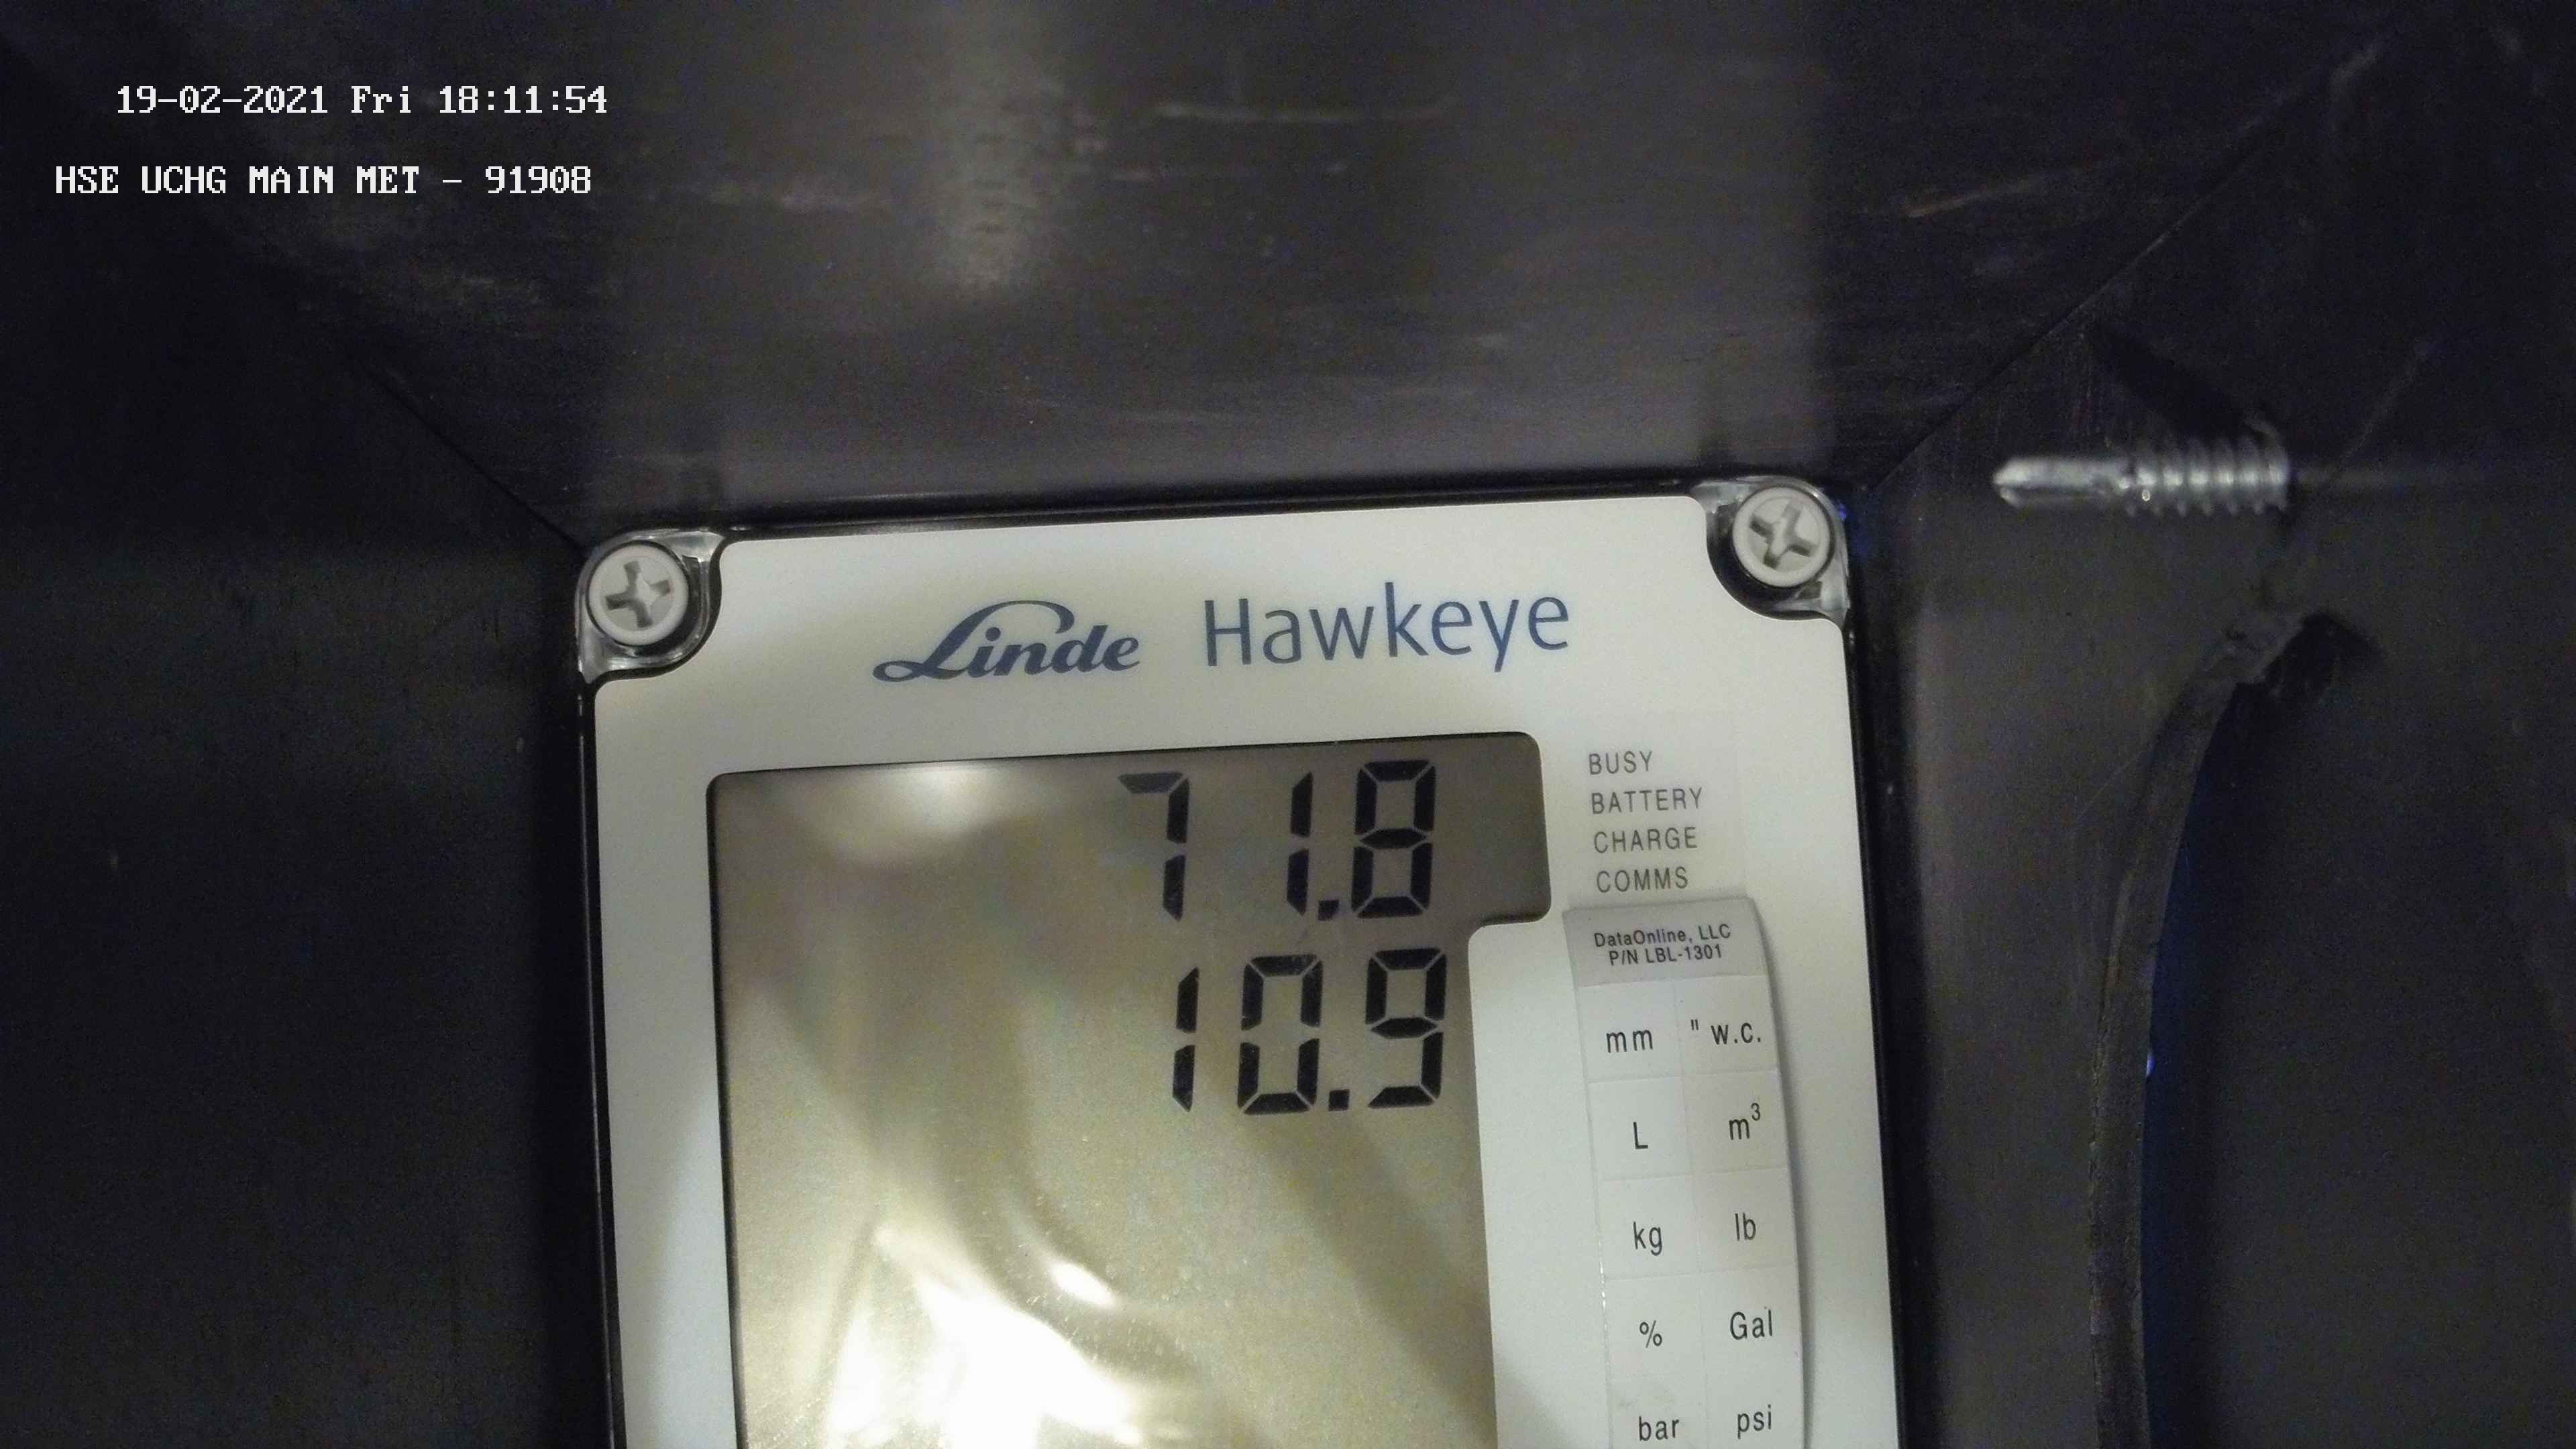 19-02-2021 Fri 18:11:54
HSE UCHG MAIN MET - 91908
Linde Hawkeye
71.8
10.9
BUSY
BATTERY
CHARGE
COMMS
DataOnline, LLC
P/N LBL-1301
mm " w.c.
L m³
kg lb
% Gal
bar psi